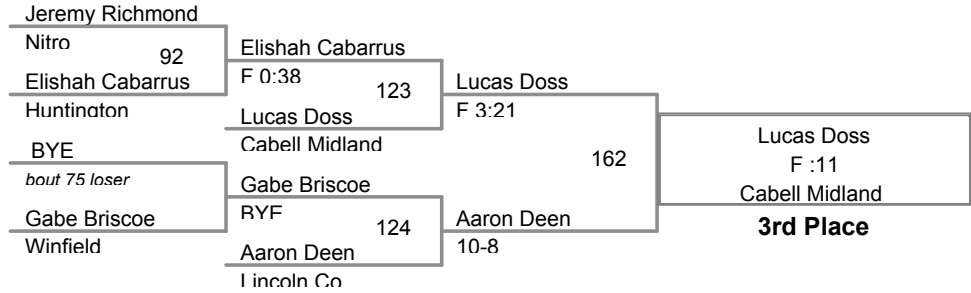 Jeremy Richmond
Nitro
92
Elishah Cabarrus
Huntington
BYE
bout 75 loser
Gabe Briscoe
Winfield
Elishah Cabarrus
F 0:38
123
Lucas Doss
Cabell Midland
Gabe Briscoe
BYE
124
Aaron Deen
Lincoln Co
Lucas Doss
F 3:21
162
Aaron Deen
10-8
Lucas Doss
F :11
Cabell Midland
3rd Place